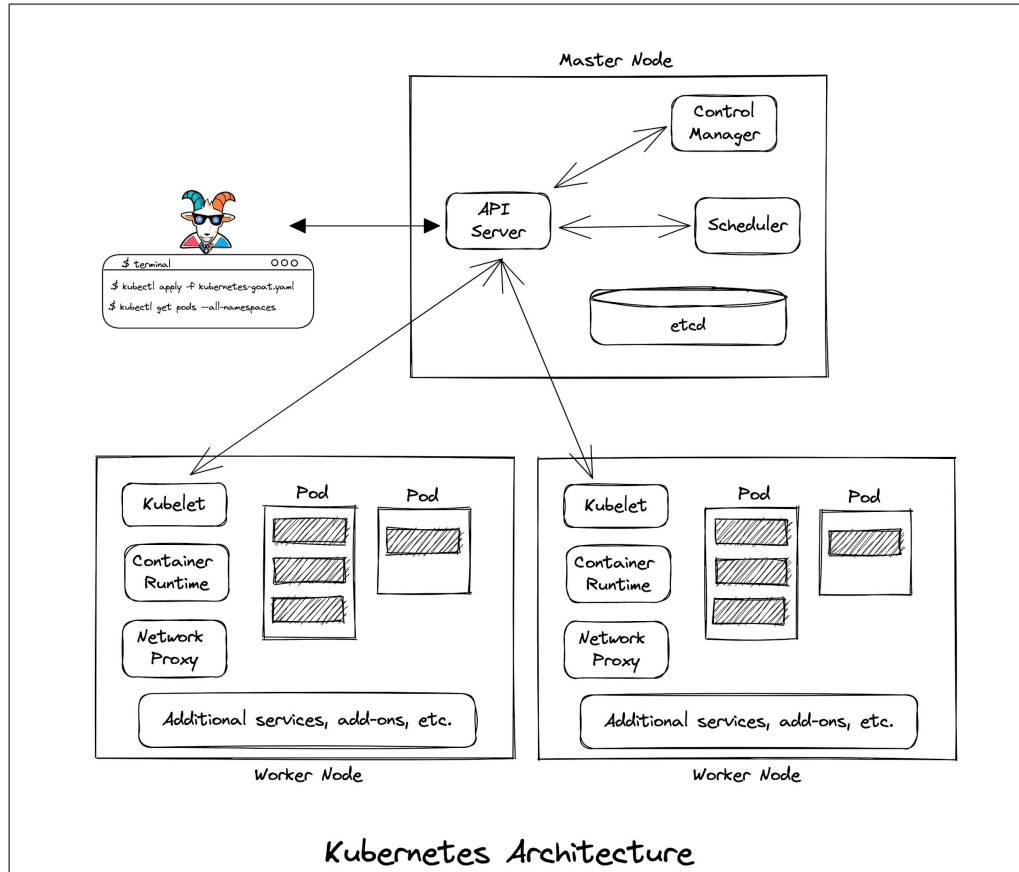 Master Node
Control
Manager
API
Server
Scheduler
etcd
$ terminal
$ kubectl apply -f kubernetes-goat.yaml
$ kubectl get pods --all-namespaces
Kubelet
Container
Runtime
Network
Proxy
Pod
Pod
Additional services, add-ons, etc.
Worker Node
Kubelet
Container
Runtime
Network
Proxy
Pod
Pod
Additional services, add-ons, etc.
Worker Node
Kubernetes Architecture